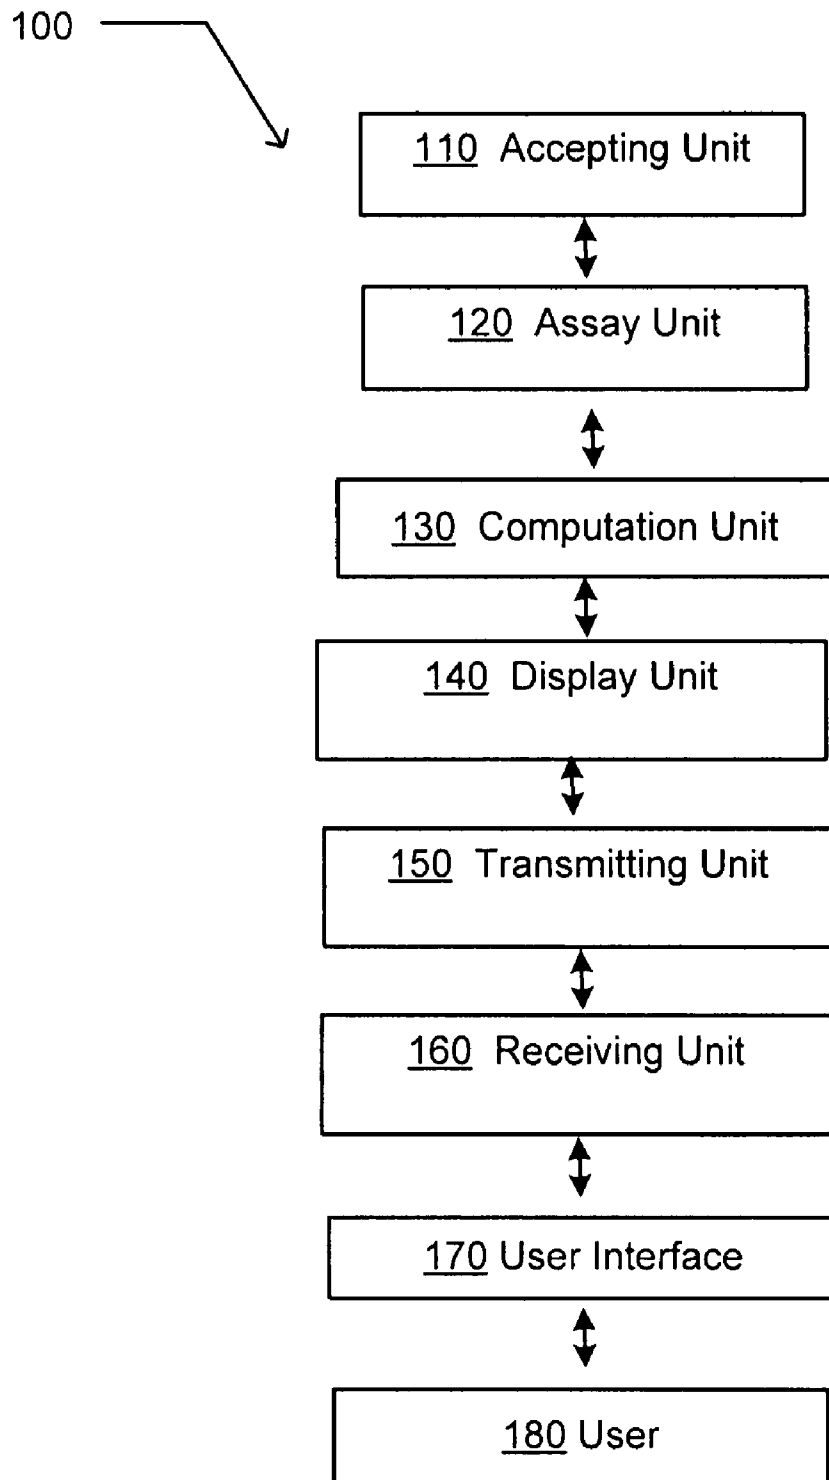 100
110 Accepting Unit
120 Assay Unit
130 Computation Unit
140 Display Unit
150 Transmitting Unit
160 Receiving Unit
170 User Interface
180 User